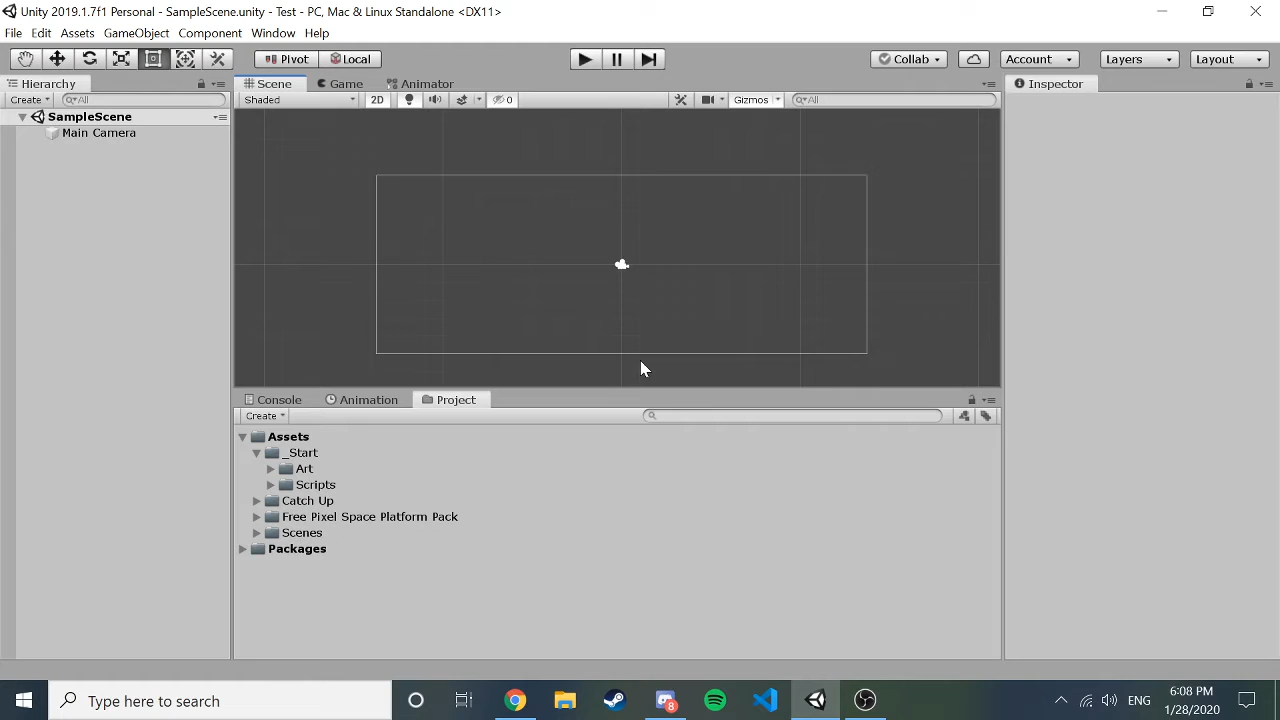 Unity 2019.1.7f1 Personal - SampleScene.unity - Test - PC, Mac & Linux Standalone <DX11>
File Edit Assets GameObject Component Window Help
Pivot Local Collab Account Layers Layout
Hierarchy Scene Game Animator Inspector
Create All Shaded 2D 0 Gizmos All
SampleScene
Main Camera
Console Animation Project
Create
Assets
_Start
Art
Scripts
Catch Up
Free Pixel Space Platform Pack
Scenes
Packages
Type here to search
8
ENG
6:08 PM
1/28/2020